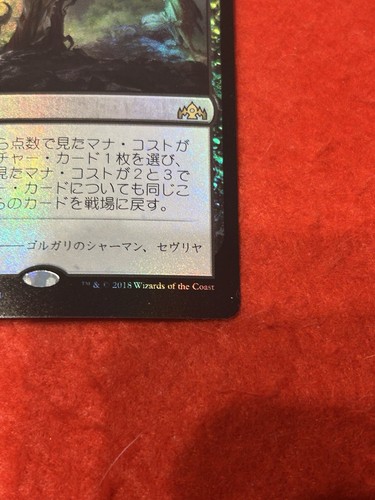 ら点数で見たマナ・コストが
チャー・カード１枚を選び、
見たマナ・コストが２と３で
ー・カードについても同じこ
らのカードを戦場に戻す。
――ゴルガリのシャーマン、セヴリヤ
™ & © 2018 Wizards of the Coast